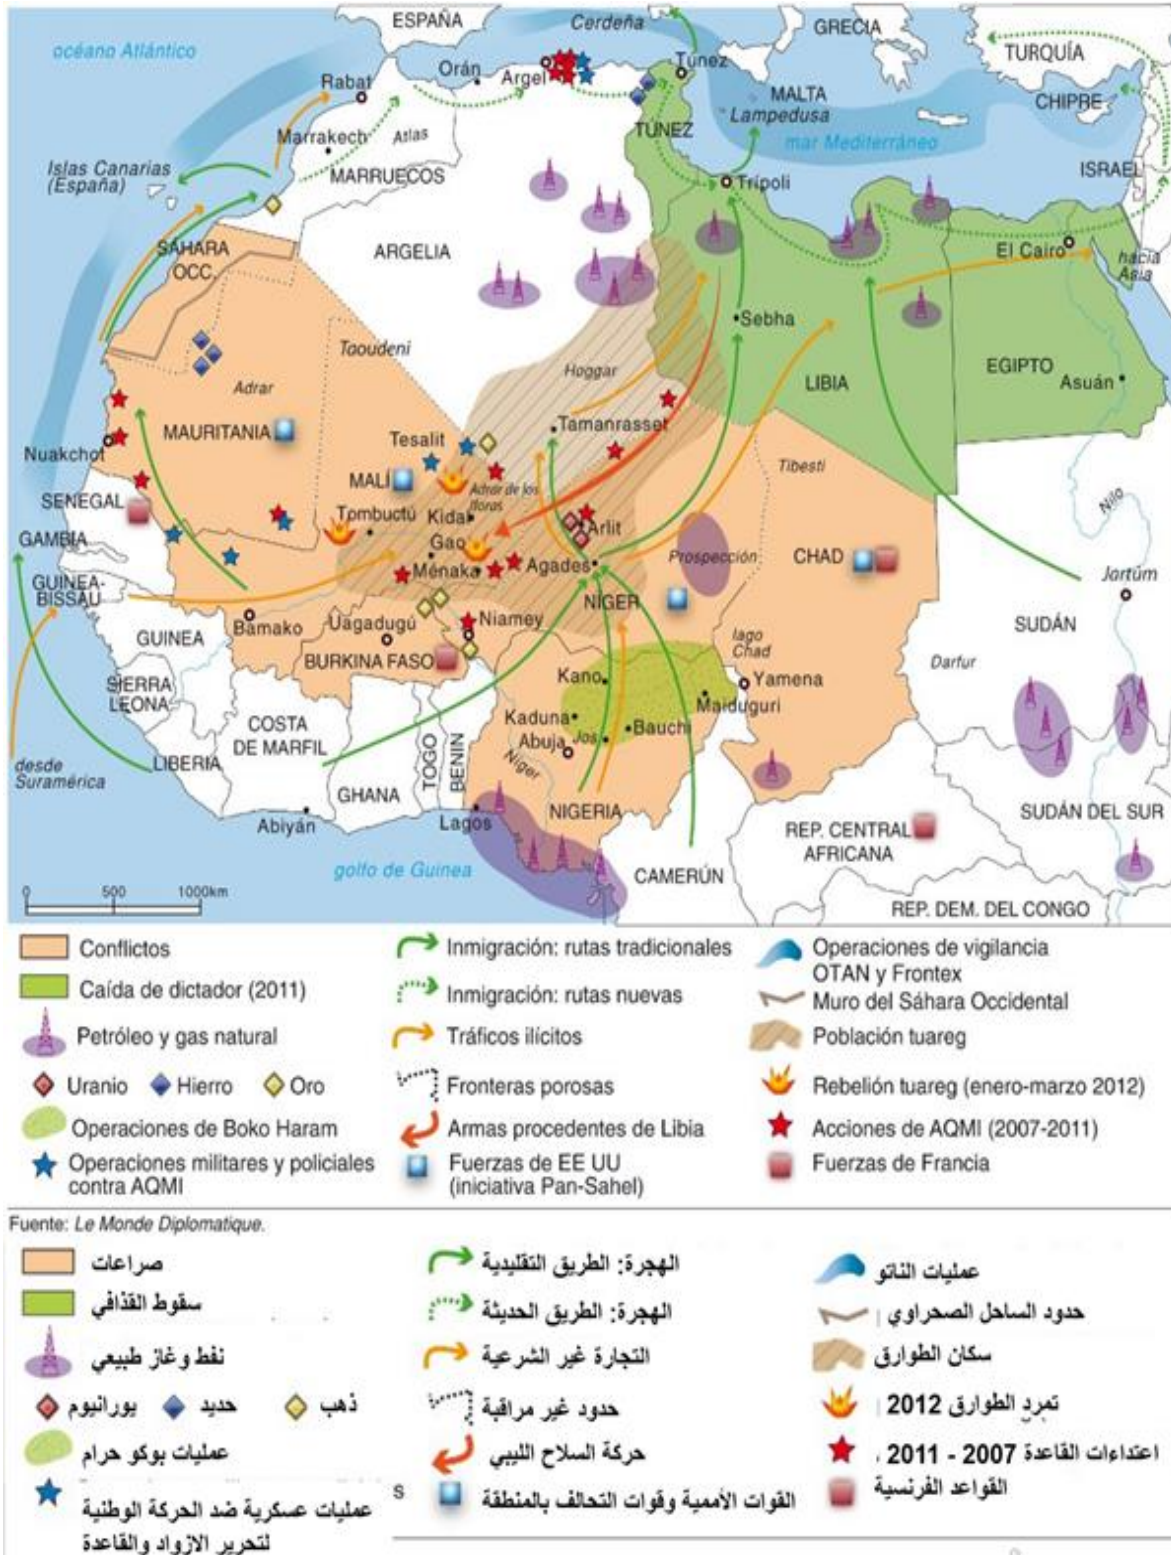 ESPAÑA
Cerdeña
GRECIA
océano Atlántico
TURQUÍA
Orán
Argel
Túnez
Rabat
MALTA
CHIPRE
Lampedusa
Marrakech
Atlas
TÚNEZ
mar Mediterráneo
Islas Canarias
(España)
MARRUECOS
ISRAEL
Trípoli
SÁHARA
OCC.
ARGELIA
El Cairo
hacia
Asia
Sebha
Taoudeni
Hoggar
LIBIA
EGIPTO
Adrar
Asuán
Tamanrasset
MAURITANIA
Nuakchot
Tesalit
Tibesti
MALÍ
Adrar de los
Iforas
SENEGAL
Nilo
Tombuctú
Kidal
Arlit
GAMBIA
Gao
Prospección
CHAD
Ménaka
Agades
Jartúm
GUINEA-
BISSAU
NÍGER
Niamey
SUDÁN
Bamako
Uagadugú
GUINEA
lago
Chad
BURKINA FASO
Darfur
Kano
Yamena
SIERRA
LEONA
Maiduguri
COSTA
DE MARFIL
Kaduna
Bauchi
Jos
Abuja
TOGO
BENIN
Níger
desde
Suramérica
LIBERIA
GHANA
NIGERIA
SUDÁN DEL SUR
Abiyán
Lagos
REP. CENTRAL
AFRICANA
golfo de Guinea
CAMERÚN
0 500 1000km
REP. DEM. DEL CONGO
Conflictos
Caída de dictador (2011)
Petróleo y gas natural
Uranio Hierro Oro
Operaciones de Boko Haram
Operaciones militares y policiales
contra AQMI
Inmigración: rutas tradicionales
Inmigración: rutas nuevas
Tráficos ilícitos
Fronteras porosas
Armas procedentes de Libia
Fuerzas de EE UU
(iniciativa Pan-Sahel)
Operaciones de vigilancia
OTAN y Frontex
Muro del Sáhara Occidental
Población tuareg
Rebelión tuareg (enero-marzo 2012)
Acciones de AQMI (2007-2011)
Fuerzas de Francia
Fuente: Le Monde Diplomatique.
صراعات
سقوط القذافي
نفط وغاز طبيعي
يورانيوم حديد ذهب
عمليات بوكو حرام
عمليات عسكرية ضد الحركة الوطنية
لتحرير الازواد والقاعدة
الهجرة: الطريق التقليدية
الهجرة: الطريق الحديثة
التجارة غير الشرعية
حدود غير مراقبة
حركة السلاح الليبي
s
القوات الأممية وقوات التحالف بالمنطقة
عمليات الناتو
حدود الساحل الصحراوي
سكان الطوارق
تمرد الطوارق 2012
اعتداءات القاعدة 2007 - 2011
القواعد الفرنسية